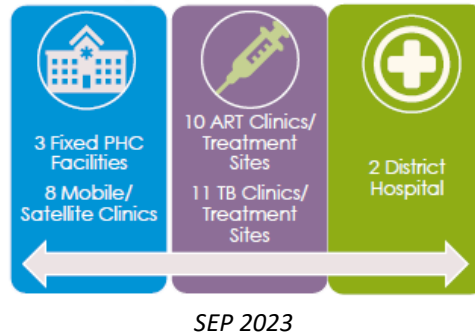 3 Fixed PHC
Facilities
8 Mobile/
Satellite Clinics
10 ART Clinics/
Treatment
Sites
11 TB Clinics/
Treatment
Sites
2 District
Hospital
SEP 2023